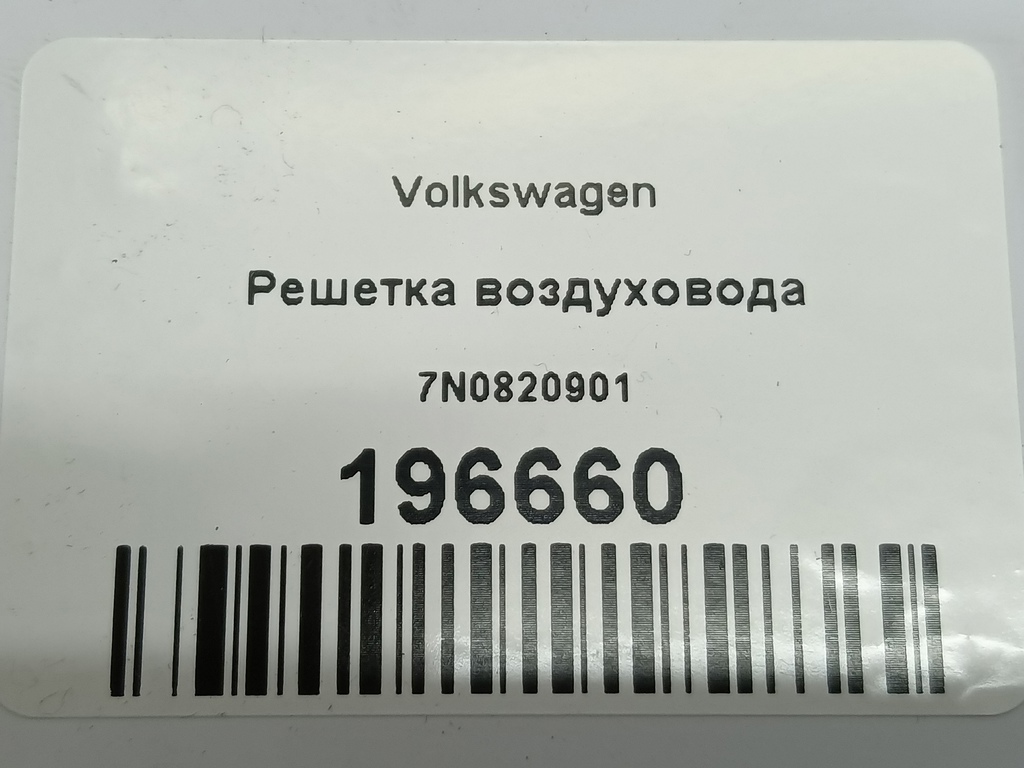 Volkswagen
Решетка воздуховода
7N0820901
196660